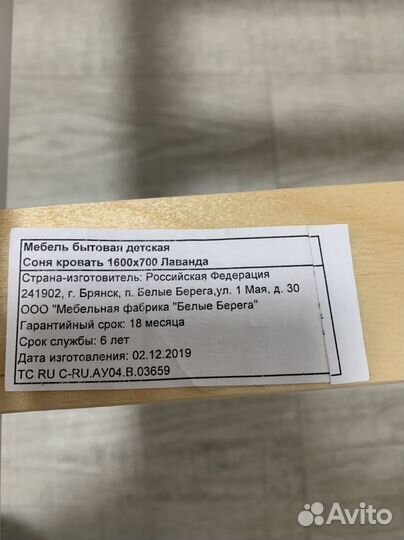 Мебель бытовая детская
Соня кровать 1600х700 Лаванда
Страна-изготовитель: Российская Федерация
241902, г. Брянск, п. Белые Берега,ул. 1 Мая, д. 30
ООО "Мебельная фабрика "Белые Берега"
Гарантийный срок: 18 месяца
Срок службы: 6 лет
Дата изготовления: 02.12.2019
ТС RU C-RU.АУ04.В.03659
Avito